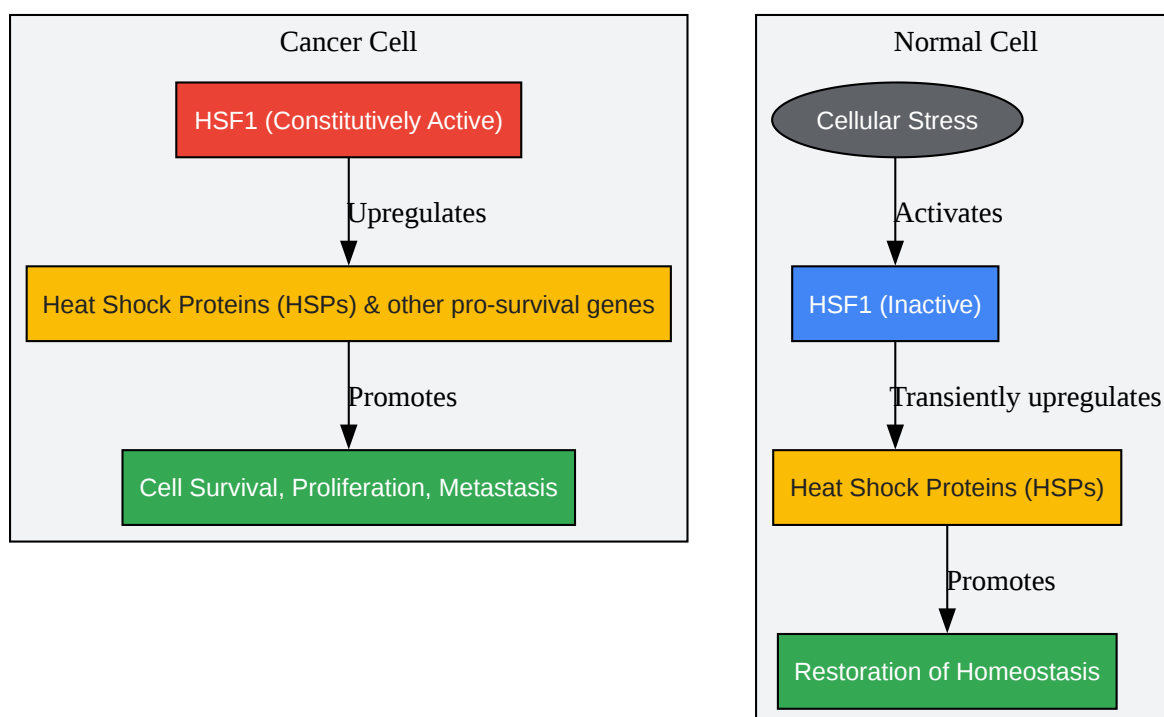 Cancer Cell
HSF1 (Constitutively Active)
Upregulates
Heat Shock Proteins (HSPs) & other pro-survival genes
Promotes
Cell Survival, Proliferation, Metastasis
Normal Cell
Cellular Stress
Activates
HSF1 (Inactive)
Transiently upregulates
Heat Shock Proteins (HSPs)
Promotes
Restoration of Homeostasis